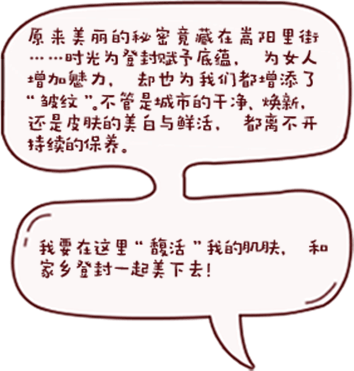 原来美丽的秘密竟藏在嵩阳里街
……时光为登封赋予底蕴， 为女人
增加魅力， 却也为我们都增添了
“皱纹”。不管是城市的干净、焕新，
还是皮肤的美白与鲜活， 都离不开
持续的保养。
我要在这里“馥活”我的肌肤， 和
家乡登封一起美下去！